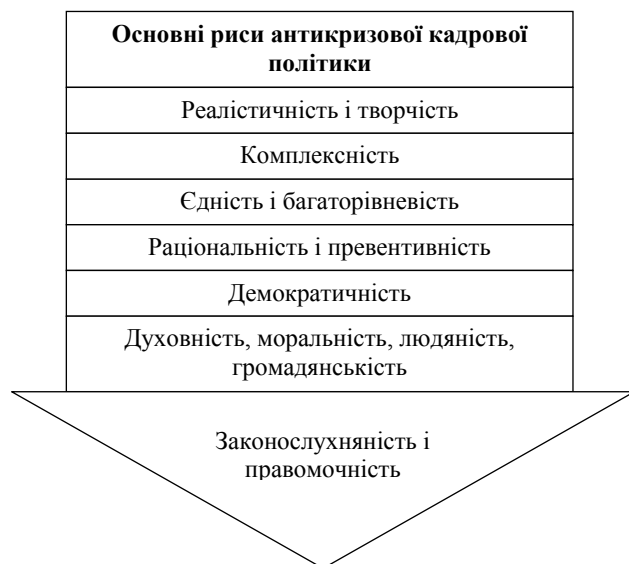 Основні риси антикризової кадрової
політики
Реалістичність і творчість
Комплексність
Єдність і багаторівневість
Раціональність і превентивність
Демократичність
Духовність, моральність, людяність,
громадянськість
Законослухняність і
правомочність